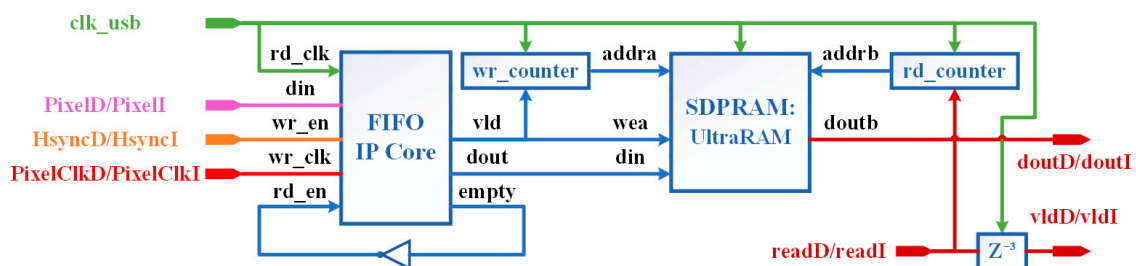 clk_usb
rd_clk
wr_counter
addra
addrb
rd_counter
din
PixelD/PixelI
HsyncD/HsyncI
wr_en
FIFO
IP Core
vld
wea
SDPRAM:
UltraRAM
doutb
PixelClkD/PixelClkI
wr_clk
dout
din
doutD/doutI
rd_en
empty
vldD/vldI
readD/readI
Z⁻³